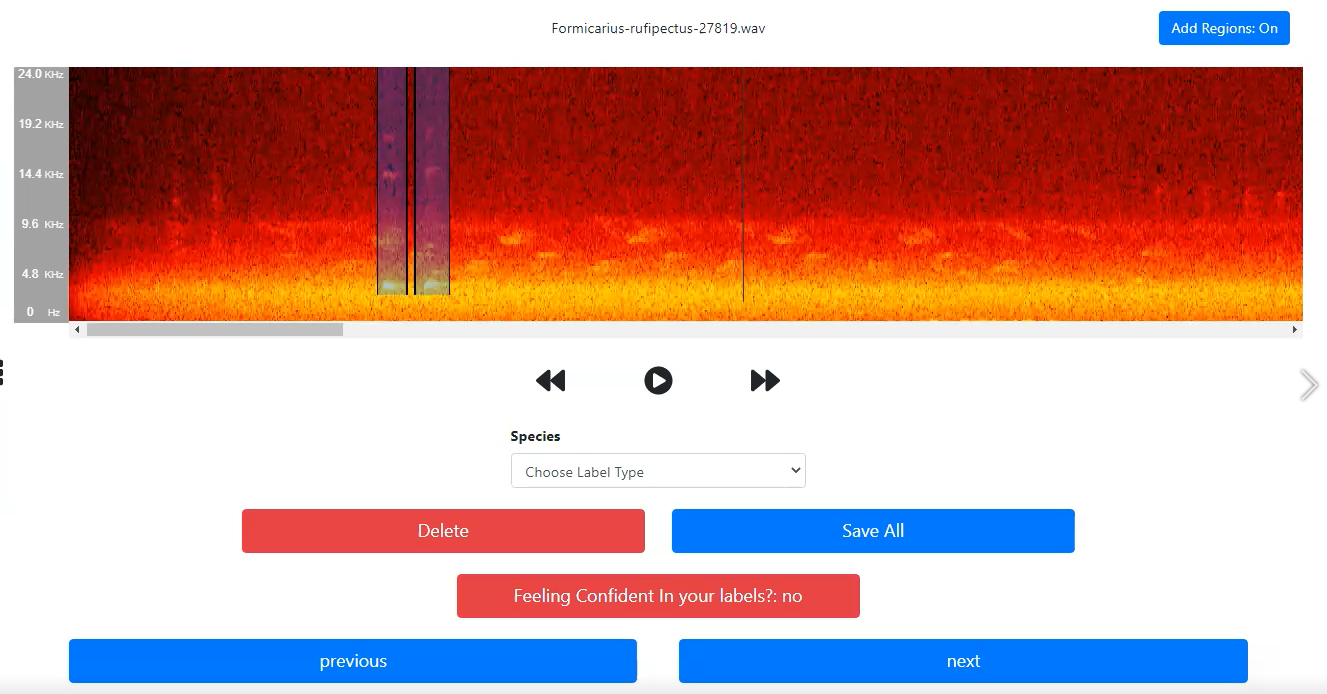 Formicarius-rufipectus-27819.wav
Add Regions: On
24.0 KHz
19.2 KHz
14.4 KHz
9.6 KHz
4.8 KHz
0 Hz
Species
Choose Label Type
Delete
Save All
Feeling Confident In your labels?: no
previous
next